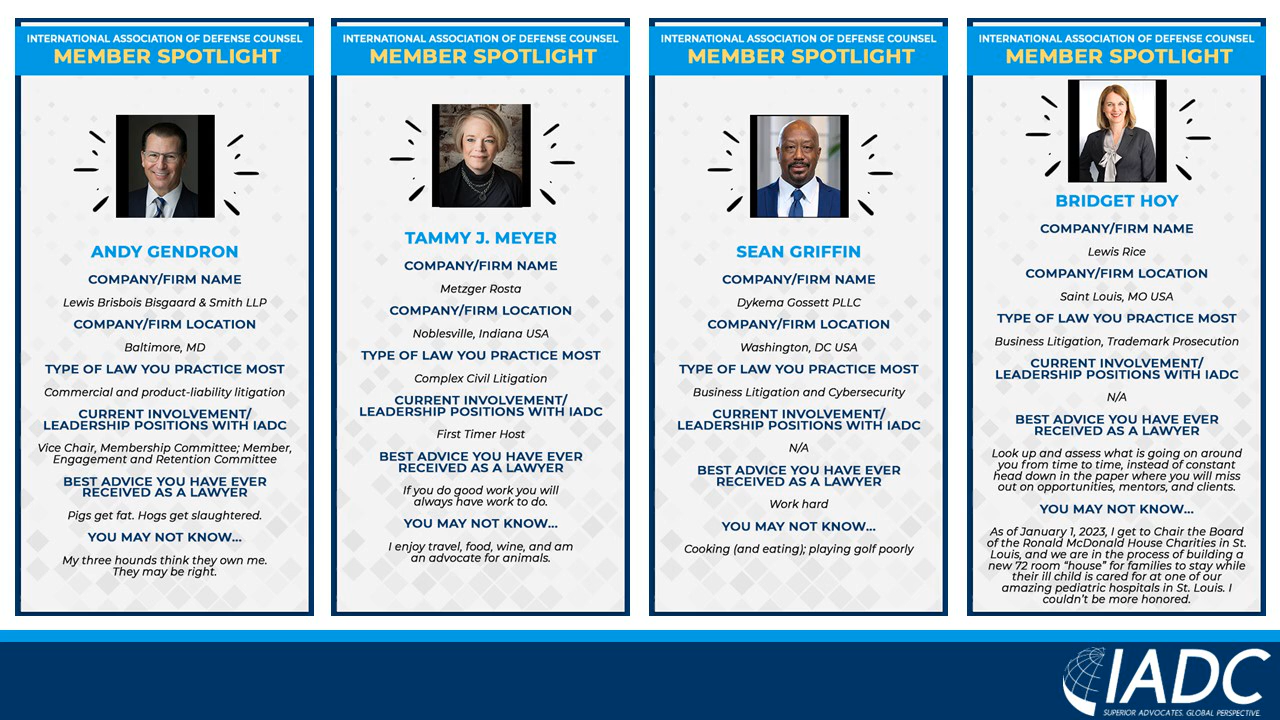 INTERNATIONAL ASSOCIATION OF DEFENSE COUNSEL
MEMBER SPOTLIGHT
ANDY GENDRON
COMPANY/FIRM NAME
Lewis Brisbois Bisgaard & Smith LLP
COMPANY/FIRM LOCATION
Baltimore, MD
TYPE OF LAW YOU PRACTICE MOST
Commercial and product-liability litigation
CURRENT INVOLVEMENT/
LEADERSHIP POSITIONS WITH IADC
Vice Chair, Membership Committee; Member,
Engagement and Retention Committee
BEST ADVICE YOU HAVE EVER
RECEIVED AS A LAWYER
Pigs get fat. Hogs get slaughtered.
YOU MAY NOT KNOW...
My three hounds think they own me.
They may be right.
INTERNATIONAL ASSOCIATION OF DEFENSE COUNSEL
MEMBER SPOTLIGHT
TAMMY J. MEYER
COMPANY/FIRM NAME
Metzger Rosta
COMPANY/FIRM LOCATION
Noblesville, Indiana USA
TYPE OF LAW YOU PRACTICE MOST
Complex Civil Litigation
CURRENT INVOLVEMENT/
LEADERSHIP POSITIONS WITH IADC
First Timer Host
BEST ADVICE YOU HAVE EVER
RECEIVED AS A LAWYER
If you do good work you will
always have work to do.
YOU MAY NOT KNOW...
I enjoy travel, food, wine, and am
an advocate for animals.
INTERNATIONAL ASSOCIATION OF DEFENSE COUNSEL
MEMBER SPOTLIGHT
SEAN GRIFFIN
COMPANY/FIRM NAME
Dykema Gossett PLLC
COMPANY/FIRM LOCATION
Washington, DC USA
TYPE OF LAW YOU PRACTICE MOST
Business Litigation and Cybersecurity
CURRENT INVOLVEMENT/
LEADERSHIP POSITIONS WITH IADC
N/A
BEST ADVICE YOU HAVE EVER
RECEIVED AS A LAWYER
Work hard
YOU MAY NOT KNOW...
Cooking (and eating); playing golf poorly
INTERNATIONAL ASSOCIATION OF DEFENSE COUNSEL
MEMBER SPOTLIGHT
BRIDGET HOY
COMPANY/FIRM NAME
Lewis Rice
COMPANY/FIRM LOCATION
Saint Louis, MO USA
TYPE OF LAW YOU PRACTICE MOST
Business Litigation, Trademark Prosecution
CURRENT INVOLVEMENT/
LEADERSHIP POSITIONS WITH IADC
N/A
BEST ADVICE YOU HAVE EVER
RECEIVED AS A LAWYER
Look up and assess what is going on around
you from time to time, instead of constant
head down in the paper where you will miss
out on opportunities, mentors, and clients.
YOU MAY NOT KNOW...
As of January 1, 2023, I get to Chair the Board
of the Ronald McDonald House Charities in St.
Louis, and we are in the process of building a
new 72 room “house” for families to stay while
their ill child is cared for at one of our
amazing pediatric hospitals in St. Louis. I
couldn’t be more honored.
IADC
SUPERIOR ADVOCATES. GLOBAL PERSPECTIVE.